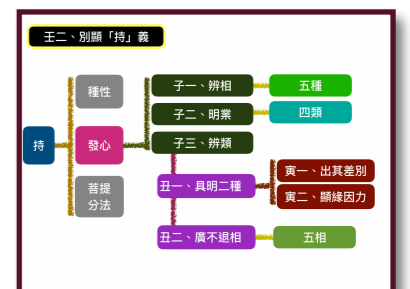 壬二、別顯「持」義
持
種性
發心
菩提
分法
子一、辨相
五種
子二、明業
四類
子三、辨類
丑一、具明二種
寅一、出其差別
寅二、顯緣因力
丑二、廣不退相
五相